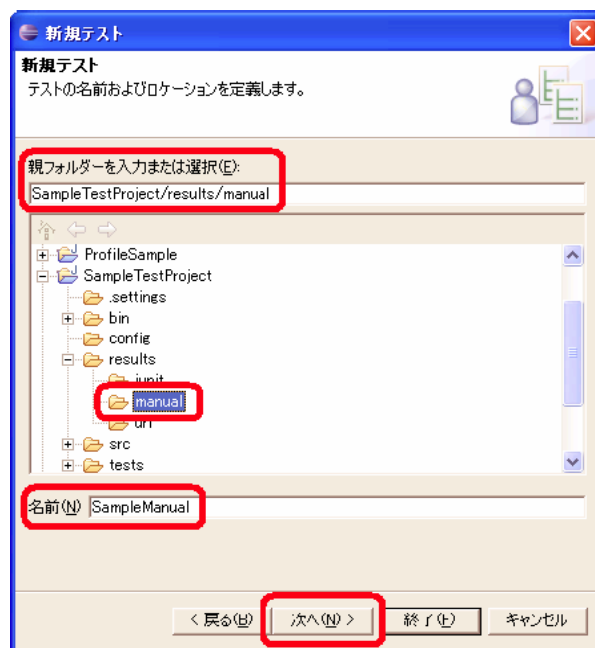 新規テスト
新規テスト
テストの名前およびロケーションを定義します。
親フォルダーを入力または選択(E):
SampleTestProject/results/manual
ProfileSample
SampleTestProject
.settings
bin
config
results
junit
manual
url
src
tests
名前(N) SampleManual
< 戻る(B) 次へ(N) > 終了(F) キャンセル